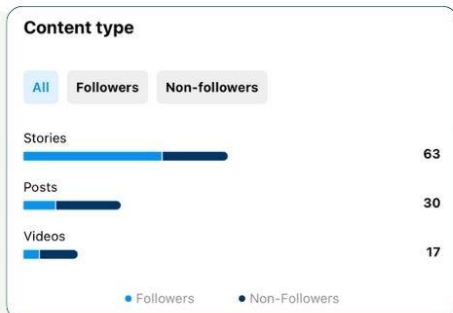 Content type
All Followers Non-followers
Stories
63
Posts
30
Videos
17
Followers Non-Followers